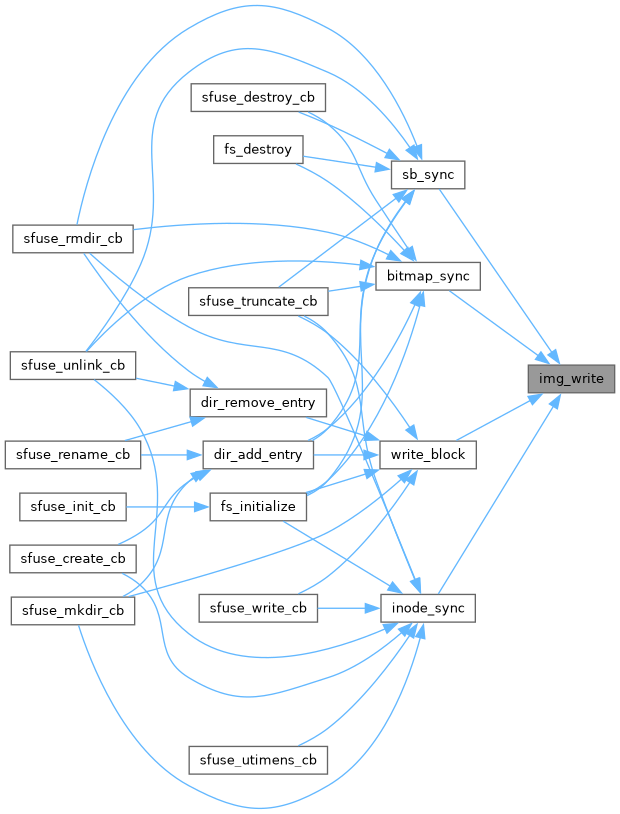 sfuse_destroy_cb
fs_destroy
sb_sync
sfuse_rmdir_cb
bitmap_sync
sfuse_truncate_cb
sfuse_unlink_cb
img_write
dir_remove_entry
sfuse_rename_cb
dir_add_entry
write_block
sfuse_init_cb
fs_initialize
sfuse_create_cb
sfuse_mkdir_cb
sfuse_write_cb
inode_sync
sfuse_utimens_cb